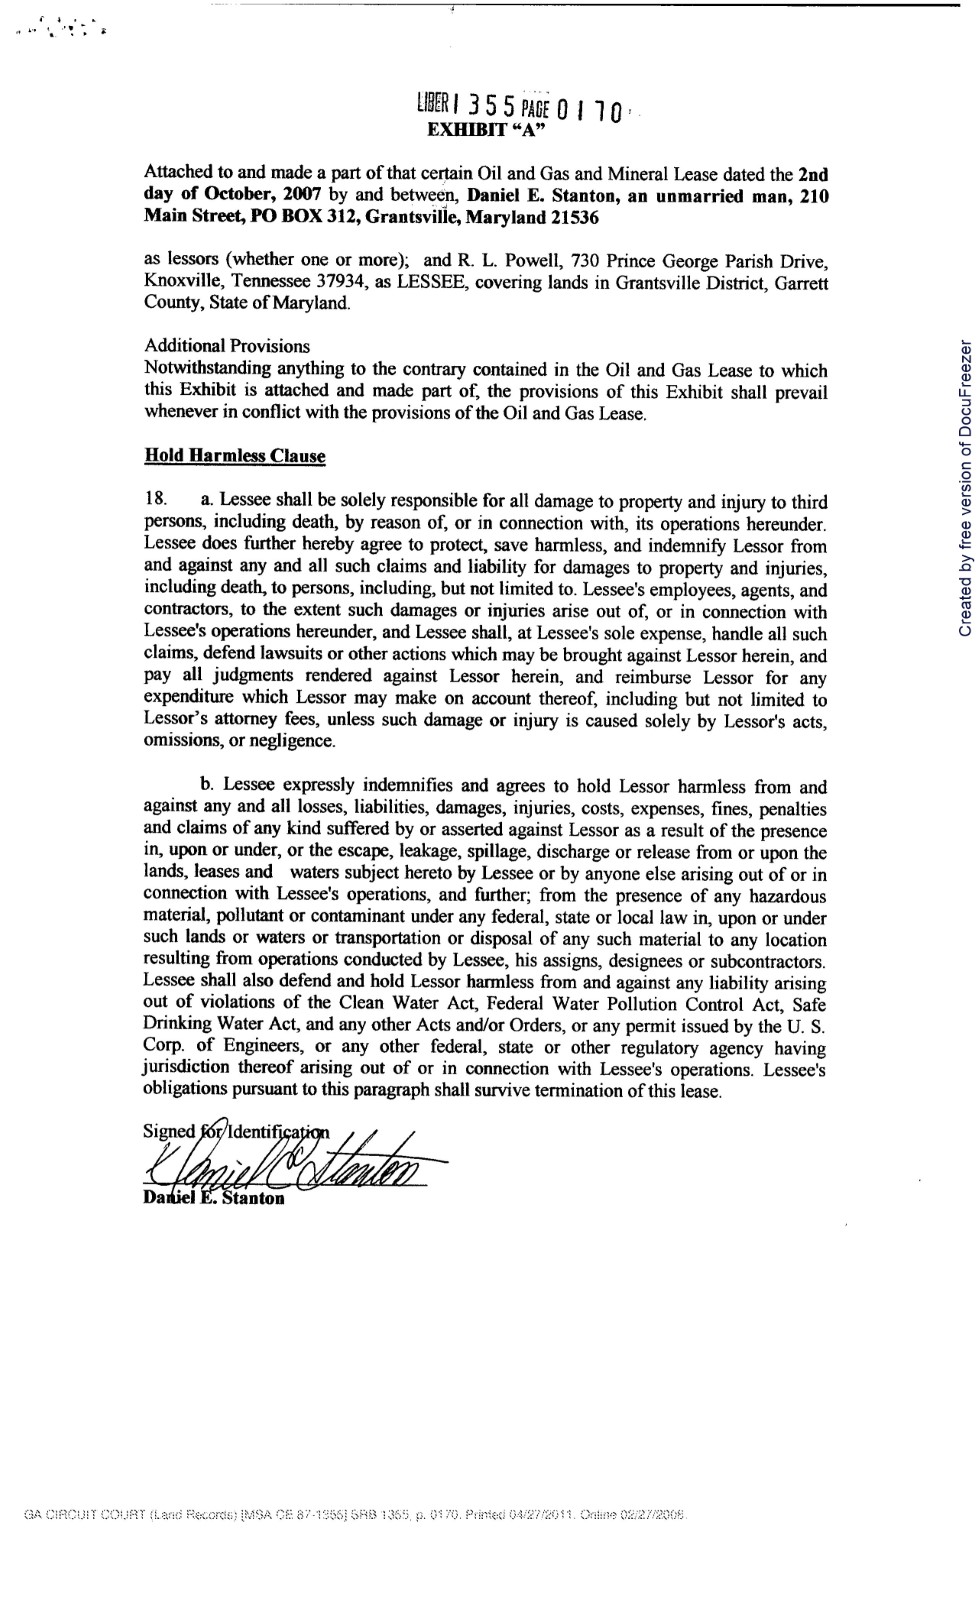 LIBER 1355 PAGE 0170
EXHIBIT “A”
Attached to and made a part of that certain Oil and Gas and Mineral Lease dated the 2nd
day of October, 2007 by and between, Daniel E. Stanton, an unmarried man, 210
Main Street, PO BOX 312, Grantsville, Maryland 21536
as lessors (whether one or more); and R. L. Powell, 730 Prince George Parish Drive,
Knoxville, Tennessee 37934, as LESSEE, covering lands in Grantsville District, Garrett
County, State of Maryland.
Additional Provisions
Notwithstanding anything to the contrary contained in the Oil and Gas Lease to which
this Exhibit is attached and made part of, the provisions of this Exhibit shall prevail
whenever in conflict with the provisions of the Oil and Gas Lease.
Hold Harmless Clause
18. a. Lessee shall be solely responsible for all damage to property and injury to third
persons, including death, by reason of, or in connection with, its operations hereunder.
Lessee does further hereby agree to protect, save harmless, and indemnify Lessor from
and against any and all such claims and liability for damages to property and injuries,
including death, to persons, including, but not limited to. Lessee's employees, agents, and
contractors, to the extent such damages or injuries arise out of, or in connection with
Lessee's operations hereunder, and Lessee shall, at Lessee's sole expense, handle all such
claims, defend lawsuits or other actions which may be brought against Lessor herein, and
pay all judgments rendered against Lessor herein, and reimburse Lessor for any
expenditure which Lessor may make on account thereof, including but not limited to
Lessor’s attorney fees, unless such damage or injury is caused solely by Lessor's acts,
omissions, or negligence.
b. Lessee expressly indemnifies and agrees to hold Lessor harmless from and
against any and all losses, liabilities, damages, injuries, costs, expenses, fines, penalties
and claims of any kind suffered by or asserted against Lessor as a result of the presence
in, upon or under, or the escape, leakage, spillage, discharge or release from or upon the
lands, leases and waters subject hereto by Lessee or by anyone else arising out of or in
connection with Lessee's operations, and further; from the presence of any hazardous
material, pollutant or contaminant under any federal, state or local law in, upon or under
such lands or waters or transportation or disposal of any such material to any location
resulting from operations conducted by Lessee, his assigns, designees or subcontractors.
Lessee shall also defend and hold Lessor harmless from and against any liability arising
out of violations of the Clean Water Act, Federal Water Pollution Control Act, Safe
Drinking Water Act, and any other Acts and/or Orders, or any permit issued by the U. S.
Corp. of Engineers, or any other federal, state or other regulatory agency having
jurisdiction thereof arising out of or in connection with Lessee's operations. Lessee's
obligations pursuant to this paragraph shall survive termination of this lease.
Signed for Identification
Daniel E Stanton
Daniel E. Stanton
GA CIRCUIT COURT (Land Records) [MSA CE 87-1355] SRB 1355, p. 0170. Printed 04/27/2011. Online 02/27/2008.
Created by free version of DocuFreezer